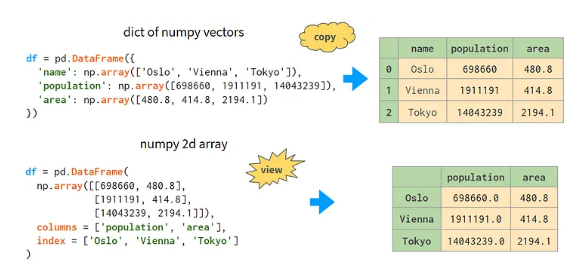 dict of numpy vectors
copy
df = pd.DataFrame({
'name': np.array(['Oslo', 'Vienna', 'Tokyo']),
'population': np.array([698660, 1911191, 14043239]),
'area': np.array([480.8, 414.8, 2194.1])
})
name population area
0 Oslo 698660 480.8
1 Vienna 1911191 414.8
2 Tokyo 14043239 2194.1
numpy 2d array
view
df = pd.DataFrame(
np.array([[698660, 480.8],
[1911191, 414.8],
[14043239, 2194.1]]),
columns = ['population', 'area'],
index = ['Oslo', 'Vienna', 'Tokyo']
)
population area
Oslo 698660.0 480.8
Vienna 1911191.0 414.8
Tokyo 14043239.0 2194.1